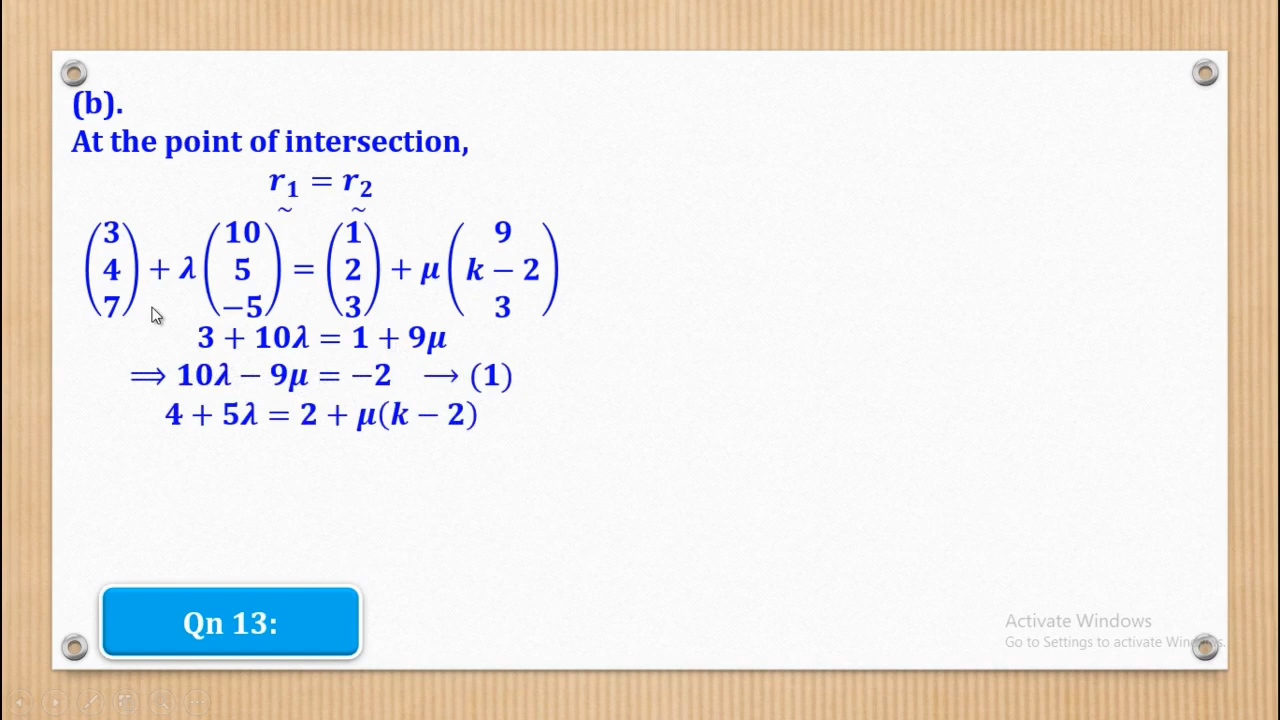 (b).
At the point of intersection,
r₁ = r₂
~ ~
(3 4 7) + λ (10 5 −5) = (1 2 3) + μ (9 k − 2 3)
3 + 10λ = 1 + 9μ
⟹ 10λ − 9μ = −2 → (1)
4 + 5λ = 2 + μ(k − 2)
Qn 13:
Activate Windows
Go to Settings to activate Windows.